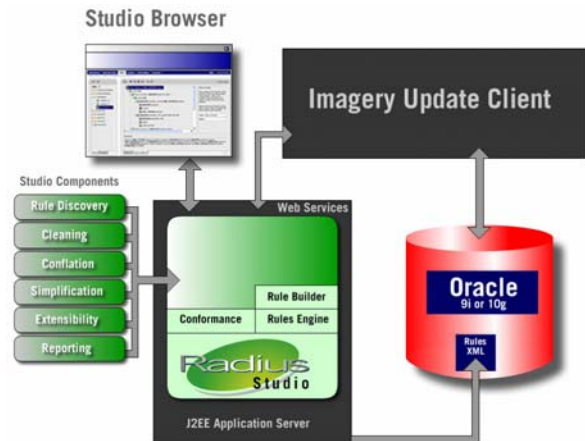 Studio Browser
Imagery Update Client
Studio Components
Rule Discovery
Cleaning
Conflation
Simplification
Extensibility
Reporting
Web Services
Rule Builder
Conformance
Rules Engine
Radius
Studio
J2EE Application Server
Oracle
9i or 10g
Rules
XML